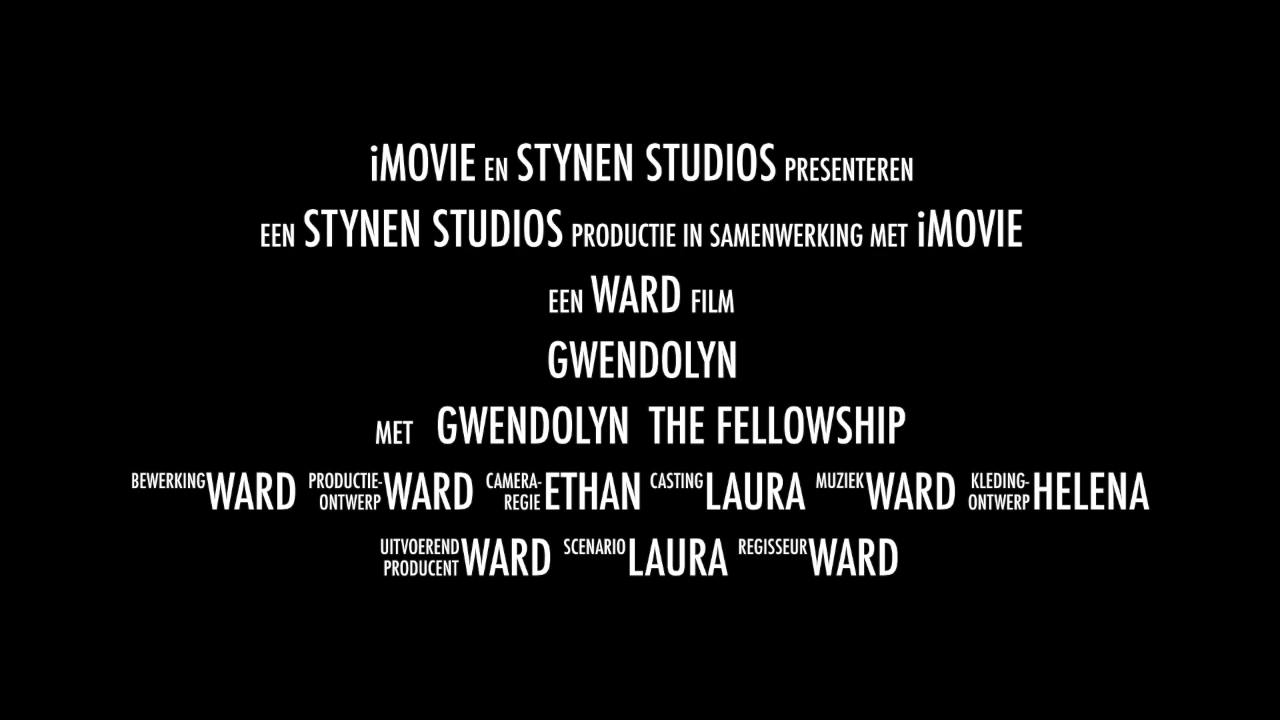 iMOVIE EN STYNEN STUDIOS PRESENTEREN
EEN STYNEN STUDIOS PRODUCTIE IN SAMENWERKING MET iMOVIE
EEN WARD FILM
GWENDOLYN
MET GWENDOLYN THE FELLOWSHIP
BEWERKING WARD PRODUCTIE-ONTWERP WARD CAMERA-REGIE ETHAN CASTING LAURA MUZIEK WARD KLEDING-ONTWERP HELENA
UITVOEREND PRODUCENT WARD SCENARIO LAURA REGISSEUR WARD